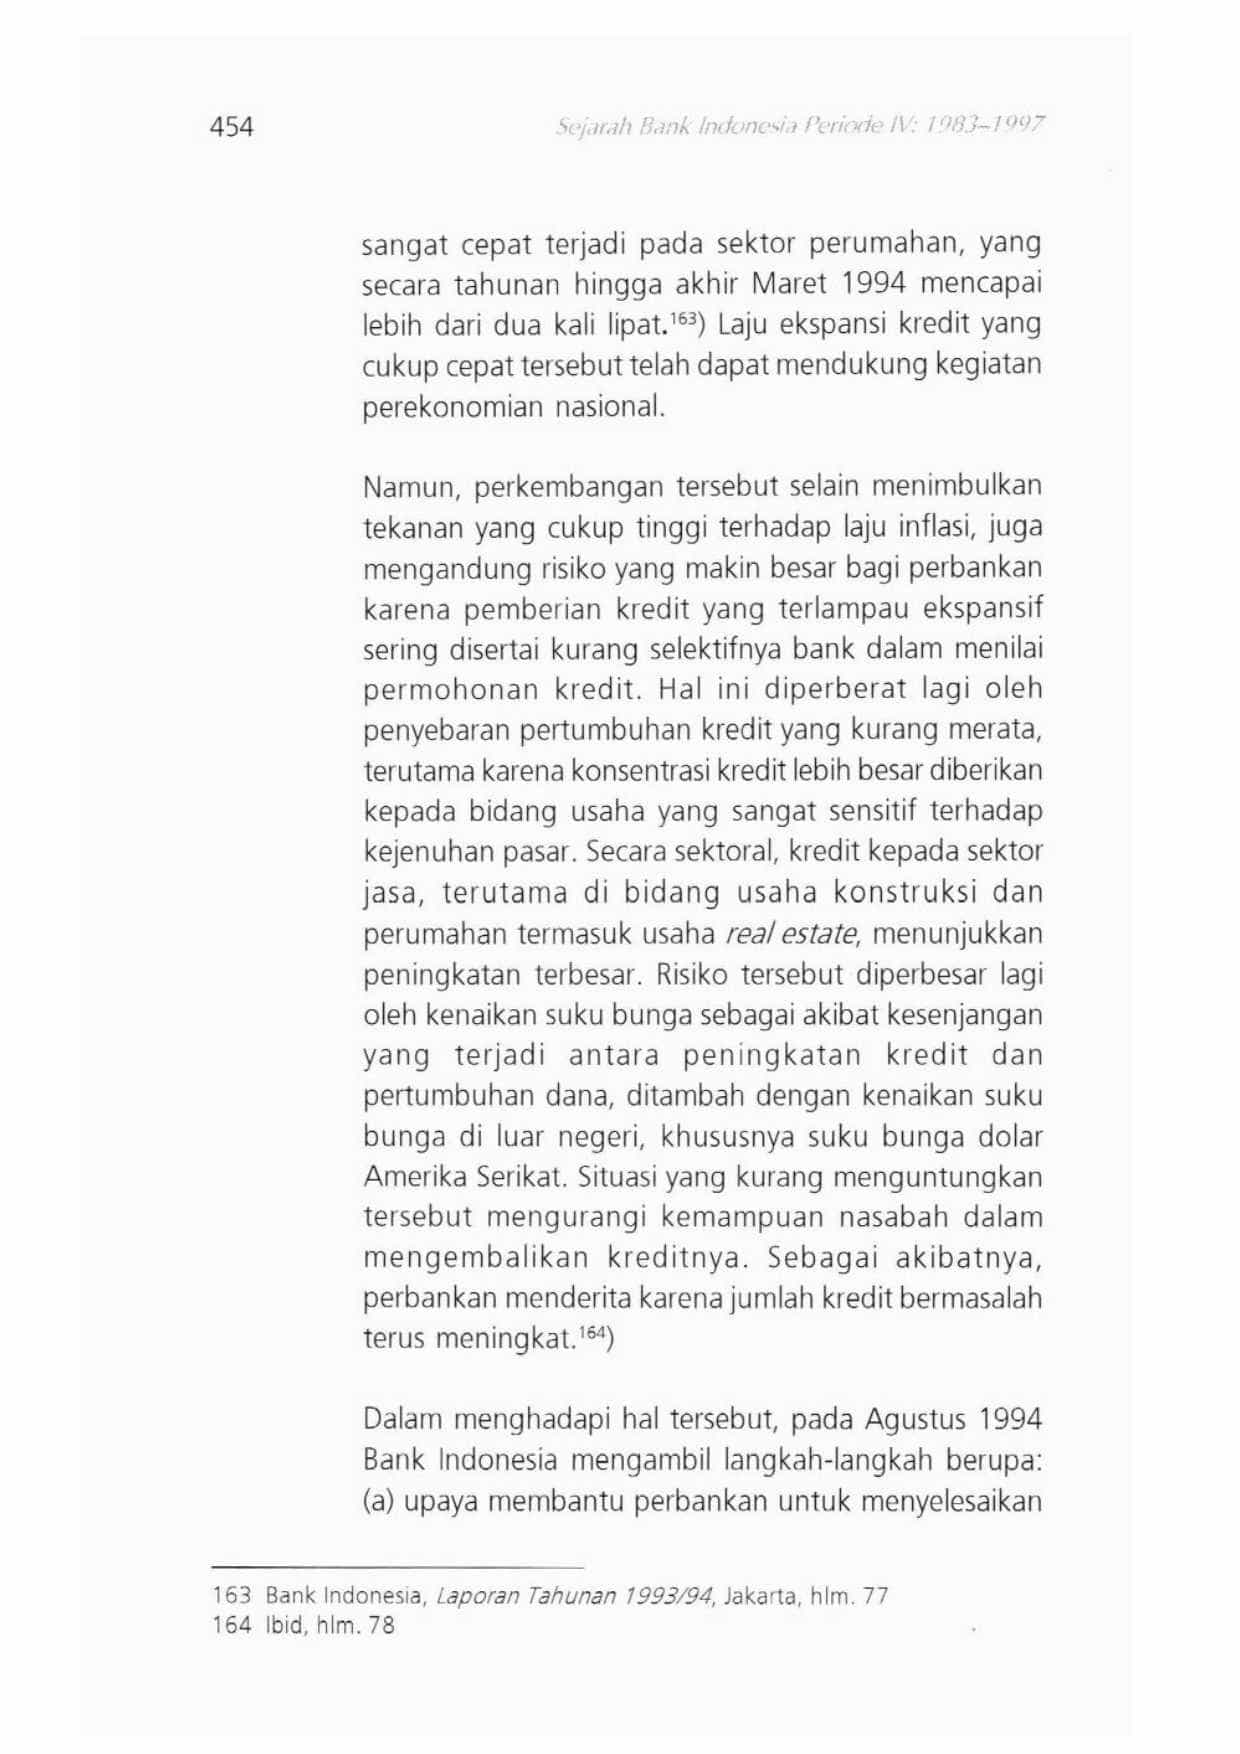 454
Sejarah Bank Indonesia Periode IV: 1983–1997
sangat cepat terjadi pada sektor perumahan, yang
secara tahunan hingga akhir Maret 1994 mencapai
lebih dari dua kali lipat.¹⁶³) Laju ekspansi kredit yang
cukup cepat tersebut telah dapat mendukung kegiatan
perekonomian nasional.
Namun, perkembangan tersebut selain menimbulkan
tekanan yang cukup tinggi terhadap laju inflasi, juga
mengandung risiko yang makin besar bagi perbankan
karena pemberian kredit yang terlampau ekspansif
sering disertai kurang selektifnya bank dalam menilai
permohonan kredit. Hal ini diperberat lagi oleh
penyebaran pertumbuhan kredit yang kurang merata,
terutama karena konsentrasi kredit lebih besar diberikan
kepada bidang usaha yang sangat sensitif terhadap
kejenuhan pasar. Secara sektoral, kredit kepada sektor
jasa, terutama di bidang usaha konstruksi dan
perumahan termasuk usaha real estate, menunjukkan
peningkatan terbesar. Risiko tersebut diperbesar lagi
oleh kenaikan suku bunga sebagai akibat kesenjangan
yang terjadi antara peningkatan kredit dan
pertumbuhan dana, ditambah dengan kenaikan suku
bunga di luar negeri, khususnya suku bunga dolar
Amerika Serikat. Situasi yang kurang menguntungkan
tersebut mengurangi kemampuan nasabah dalam
mengembalikan kreditnya. Sebagai akibatnya,
perbankan menderita karena jumlah kredit bermasalah
terus meningkat.¹⁶⁴)
Dalam menghadapi hal tersebut, pada Agustus 1994
Bank Indonesia mengambil langkah-langkah berupa:
(a) upaya membantu perbankan untuk menyelesaikan
163 Bank Indonesia, Laporan Tahunan 1993/94, Jakarta, hlm. 77
164 Ibid, hlm. 78